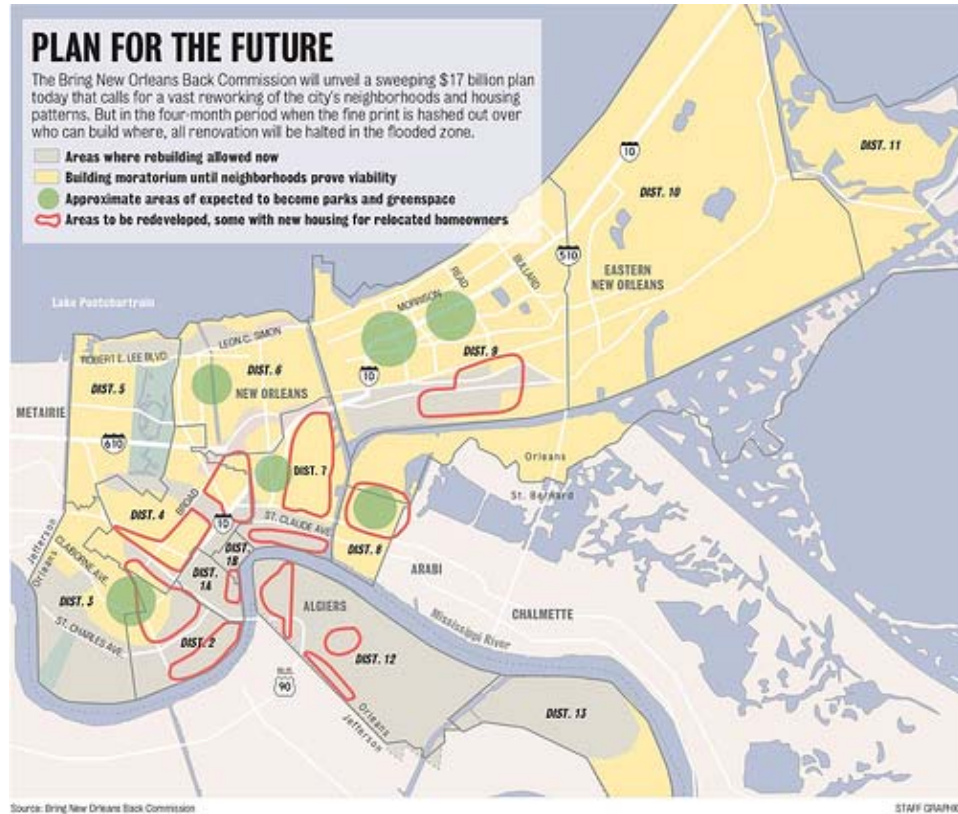 PLAN FOR THE FUTURE
The Bring New Orleans Back Commission will unveil a sweeping $17 billion plan
today that calls for a vast reworking of the city's neighborhoods and housing
patterns. But in the four-month period when the fine print is hashed out over
who can build where, all renovation will be halted in the flooded zone.
Areas where rebuilding allowed now
Building moratorium until neighborhoods prove viability
Approximate areas of expected to become parks and greenspace
Areas to be redeveloped, some with new housing for relocated homeowners
10
DIST. 11
DIST. 10
510
BULLARD
READ
EASTERN
NEW ORLEANS
MORRISON
Lake Pontchartrain
LEON C. SIMON
ROBERT E. LEE BLVD.
DIST. 9
DIST. 6
10
DIST. 5
NEW ORLEANS
METAIRIE
610
Orleans
DIST. 7
St. Bernard
BROAD
DIST. 4
10
ST. CLAUDE AVE.
Jefferson
Orleans
CLAIBORNE AVE.
DIST.
1B
DIST. 8
DIST.
1A
ARABI
DIST. 3
ALGIERS
CHALMETTE
Mississippi River
ST. CHARLES AVE.
DIST. 2
DIST. 12
BUS.
90
Orleans
Jefferson
DIST. 13
Source: Bring New Orleans Back Commission
STAFF GRAPHIC